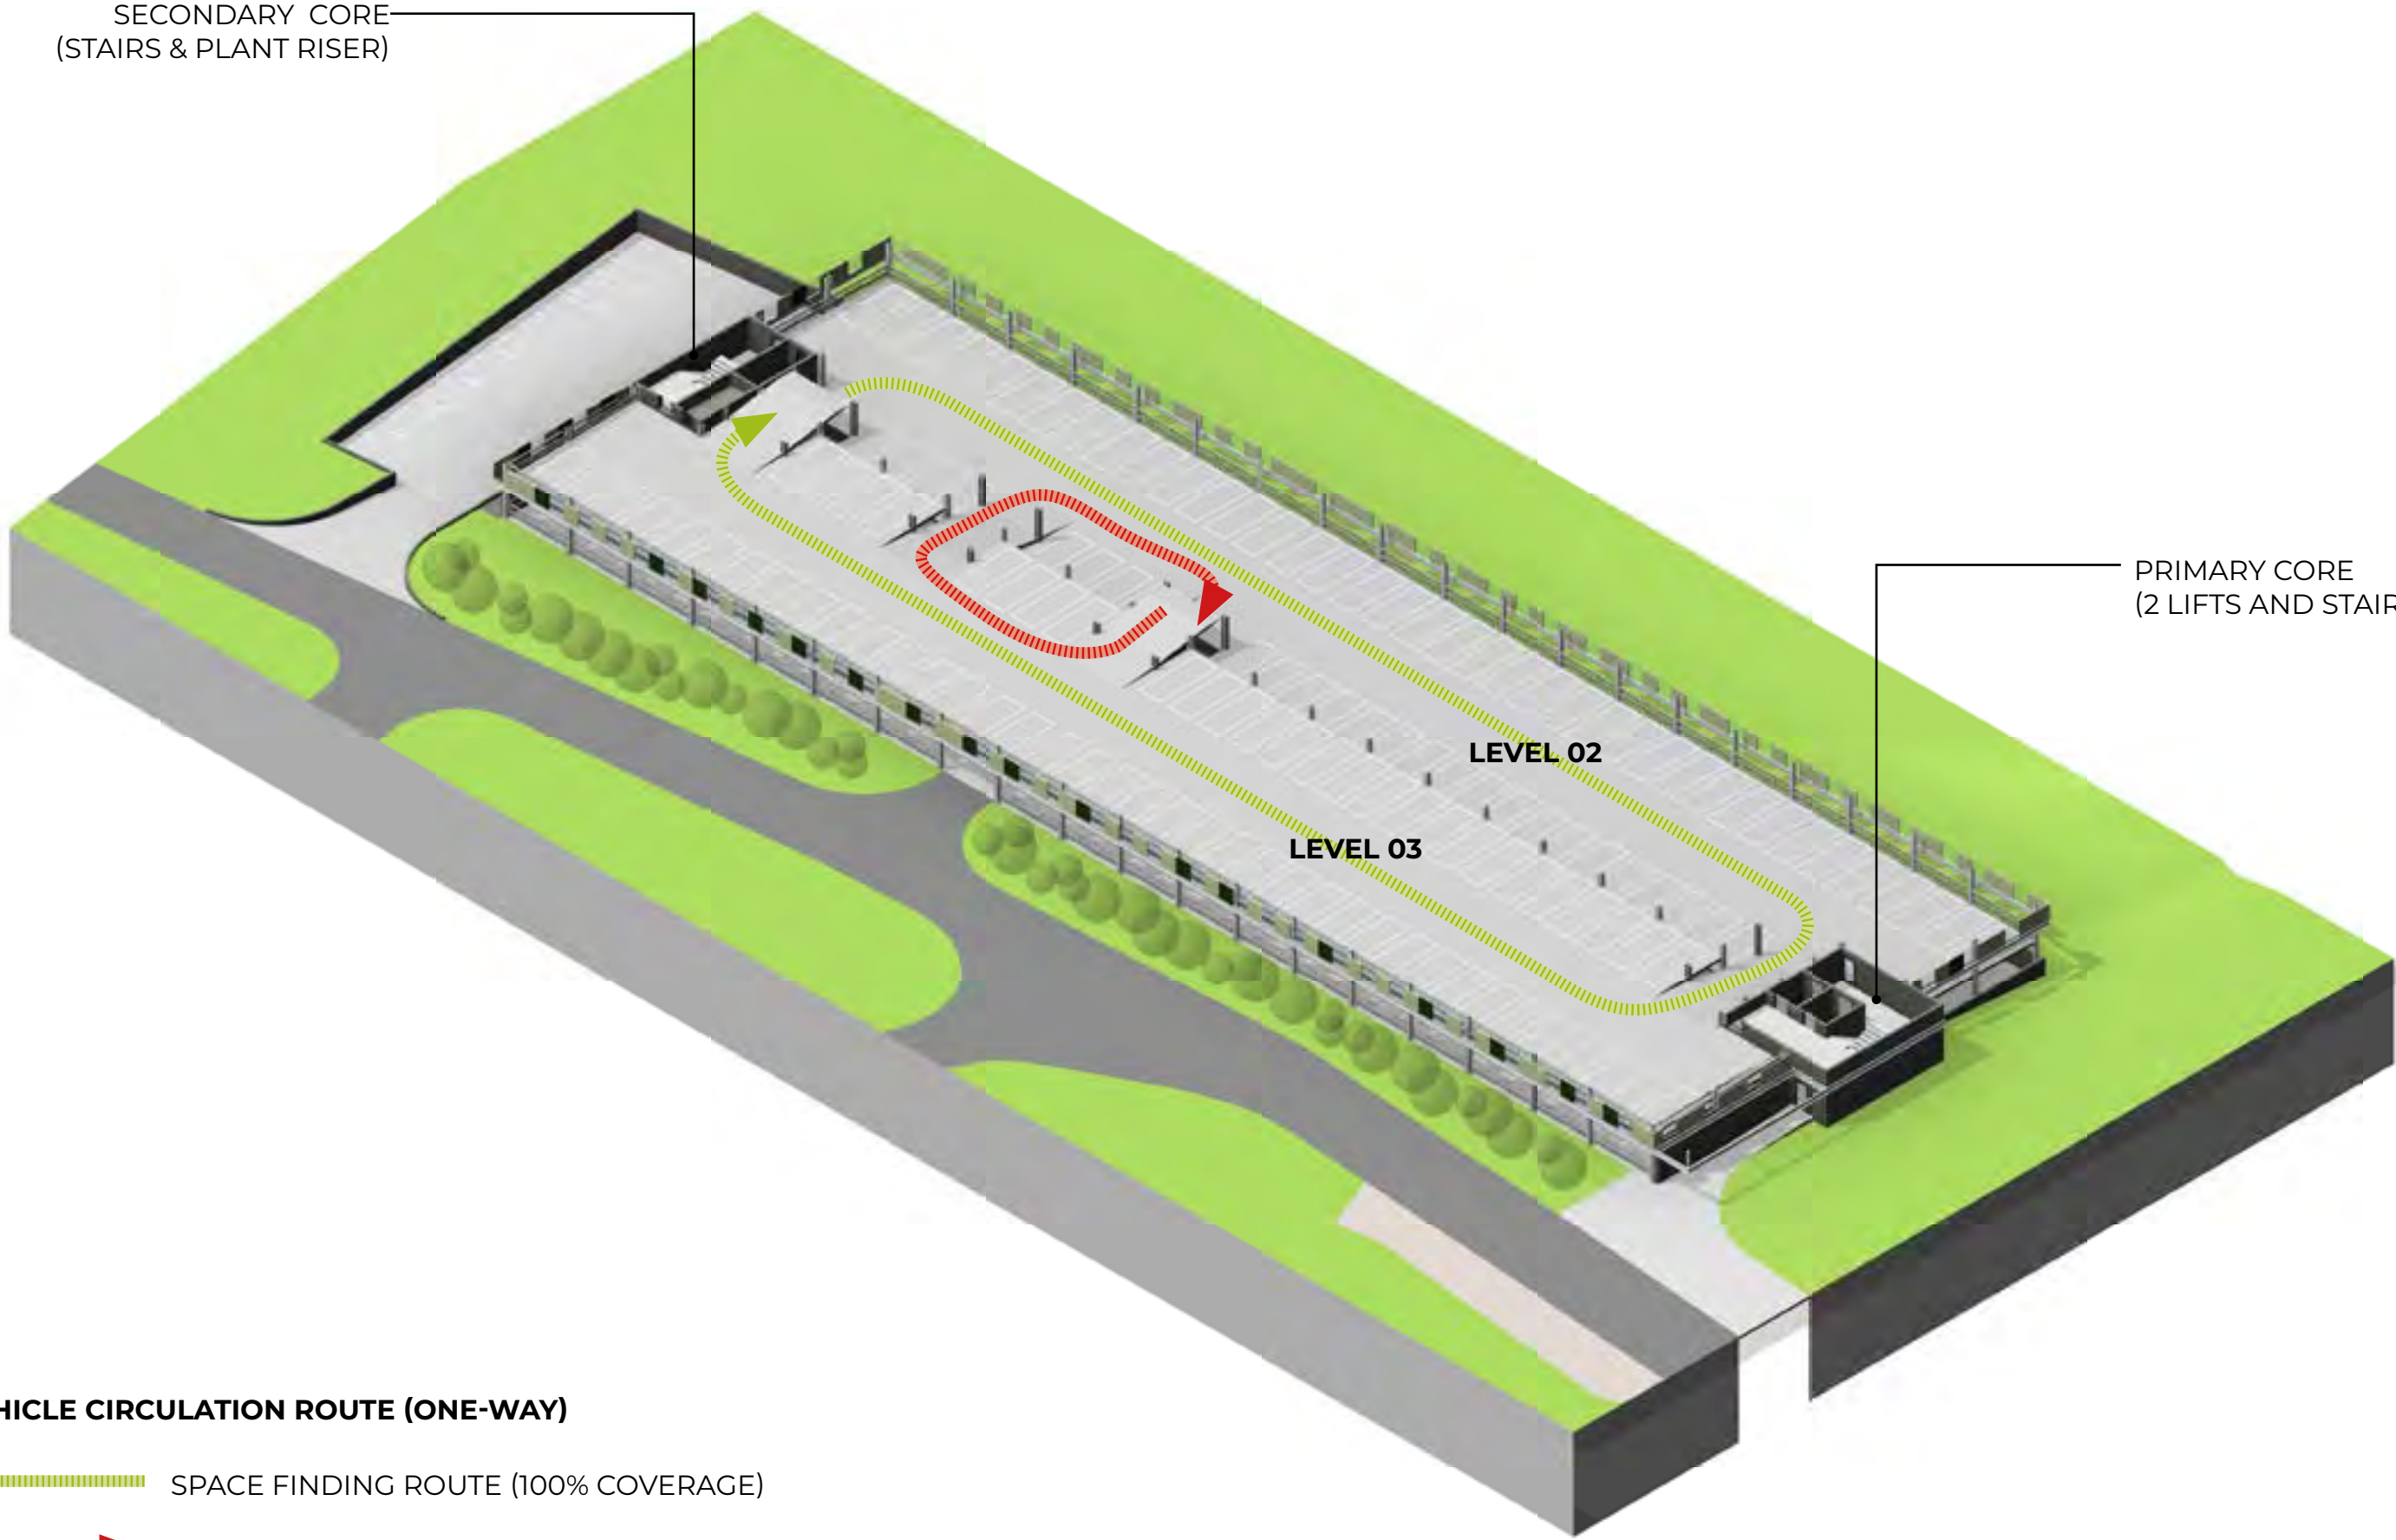 SECONDARY CORE
(STAIRS & PLANT RISER)
PRIMARY CORE
(2 LIFTS AND STAIR
LEVEL 02
LEVEL 03
HICLE CIRCULATION ROUTE (ONE-WAY)
SPACE FINDING ROUTE (100% COVERAGE)